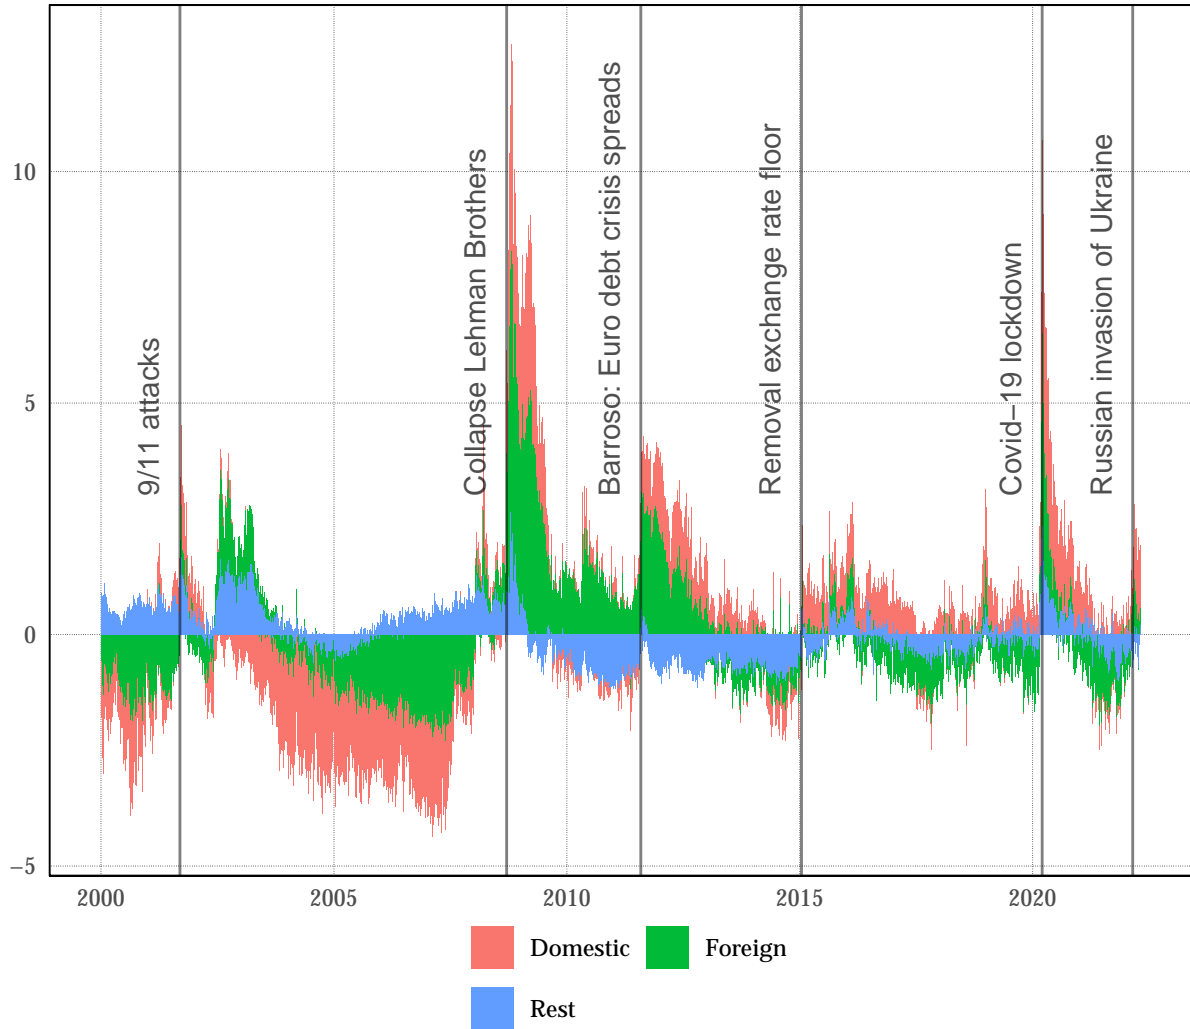 10
5
0
−5
9/11 attacks
Collapse Lehman Brothers
Barroso: Euro debt crisis spreads
Removal exchange rate floor
Covid−19 lockdown
Russian invasion of Ukraine
2000 2005 2010 2015 2020
Domestic Foreign
Rest